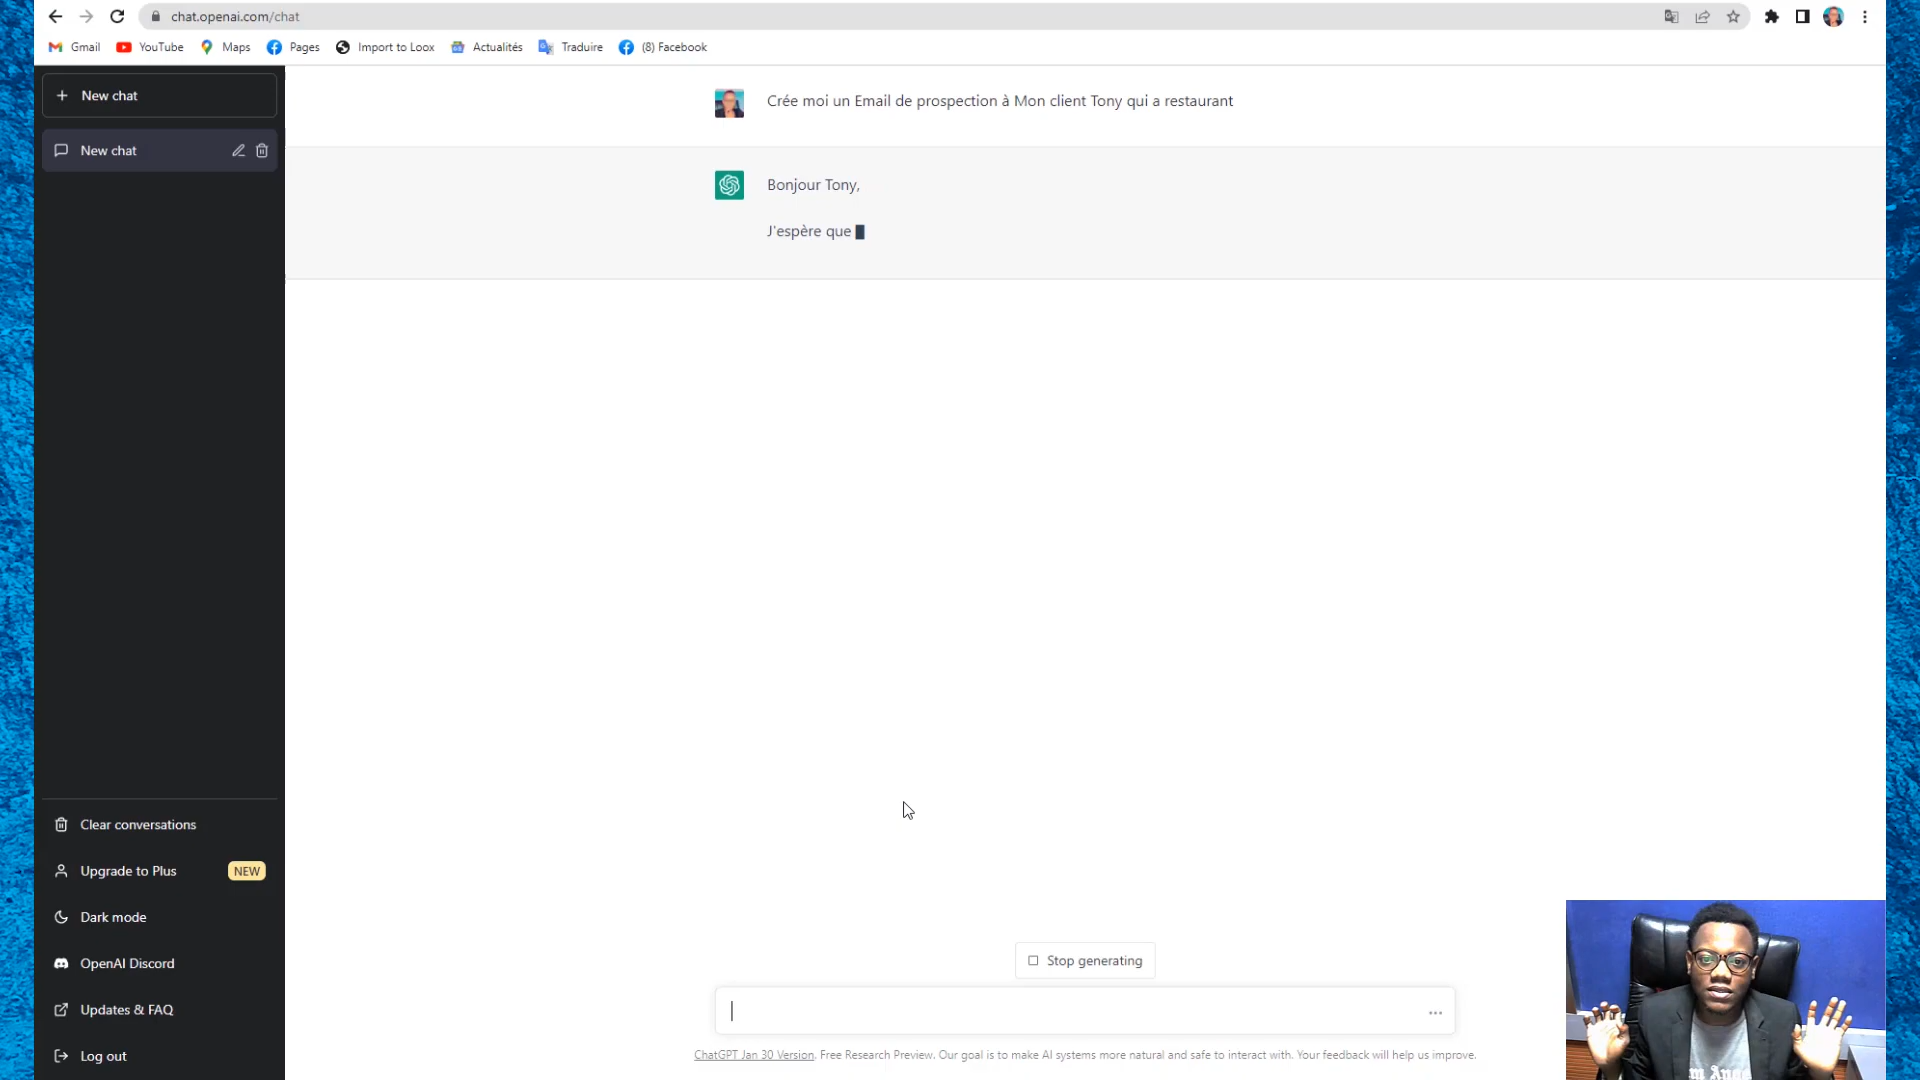 chat.openai.com/chat
Gmail YouTube Maps Pages Import to Loox Actualités Traduire (8) Facebook
New chat
New chat
Crée moi un Email de prospection à Mon client Tony qui a restaurant
Bonjour Tony,
J'espère que
Clear conversations
Upgrade to Plus NEW
Dark mode
OpenAI Discord
Updates & FAQ
Log out
Stop generating
ChatGPT Jan 30 Version. Free Research Preview. Our goal is to make AI systems more natural and safe to interact with. Your feedback will help us improve.